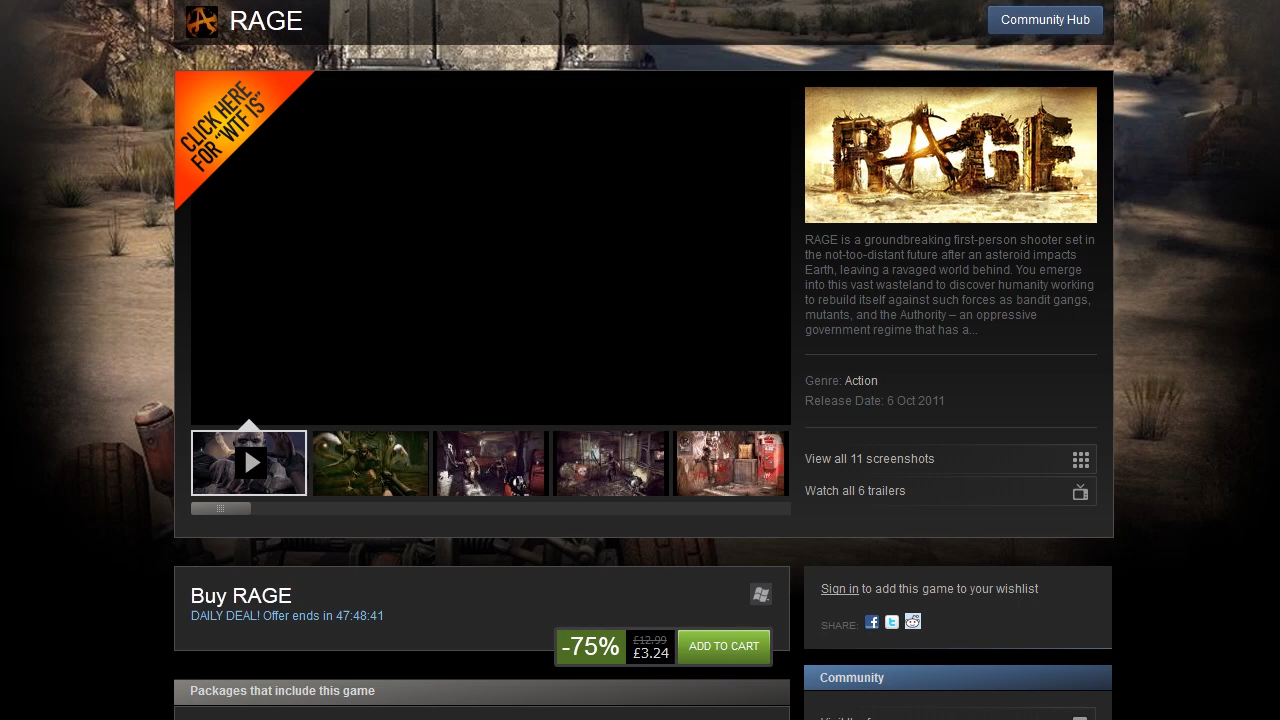 RAGE
Community Hub
CLICK HERE
FOR "WTF IS"
RAGE
RAGE is a groundbreaking first-person shooter set in
the not-too-distant future after an asteroid impacts
Earth, leaving a ravaged world behind. You emerge
into this vast wasteland to discover humanity working
to rebuild itself against such forces as bandit gangs,
mutants, and the Authority – an oppressive
government regime that has a...
Genre: Action
Release Date: 6 Oct 2011
View all 11 screenshots
Watch all 6 trailers
Buy RAGE
DAILY DEAL! Offer ends in 47:48:41
-75%
£12.99
£3.24
ADD TO CART
Packages that include this game
Sign in to add this game to your wishlist
SHARE:
Community